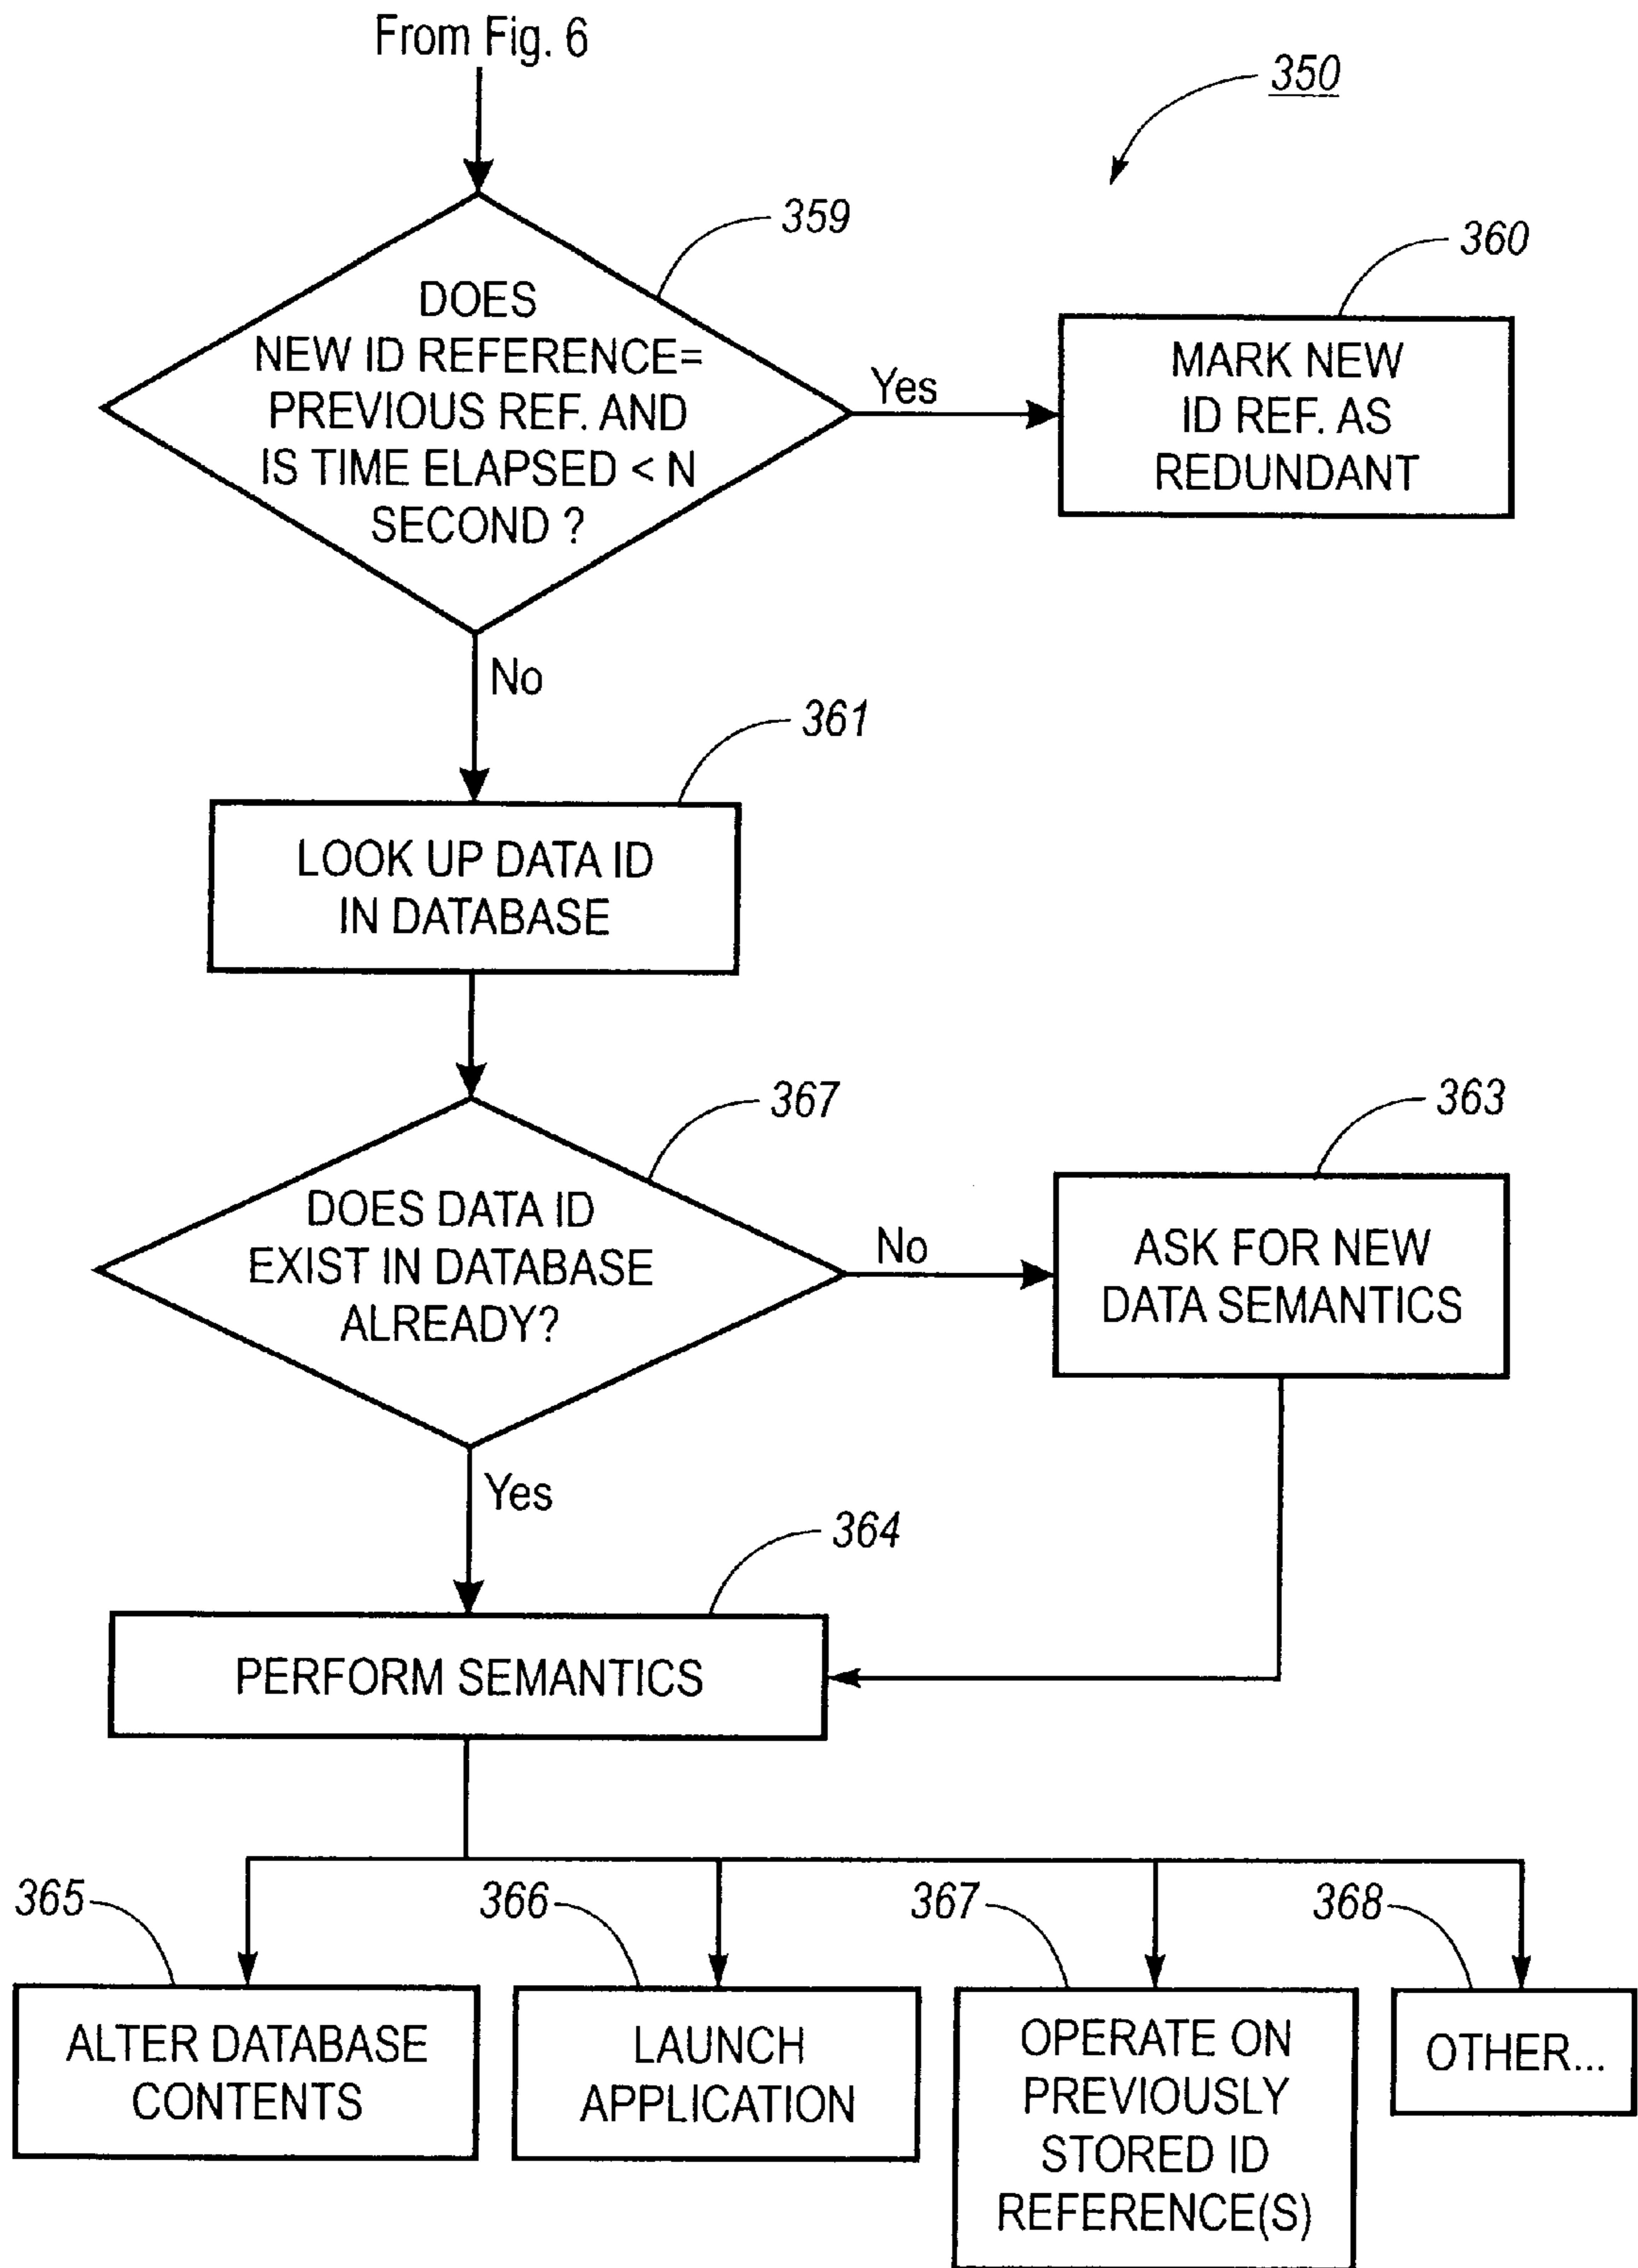 From Fig. 6
350
359
DOES
NEW ID REFERENCE=
PREVIOUS REF. AND
IS TIME ELAPSED < N
SECOND ?
Yes
360
MARK NEW
ID REF. AS
REDUNDANT
No
361
LOOK UP DATA ID
IN DATABASE
367
DOES DATA ID
EXIST IN DATABASE
ALREADY?
No
363
ASK FOR NEW
DATA SEMANTICS
Yes
364
PERFORM SEMANTICS
365
ALTER DATABASE
CONTENTS
366
LAUNCH
APPLICATION
367
OPERATE ON
PREVIOUSLY
STORED ID
REFERENCE(S)
368
OTHER...